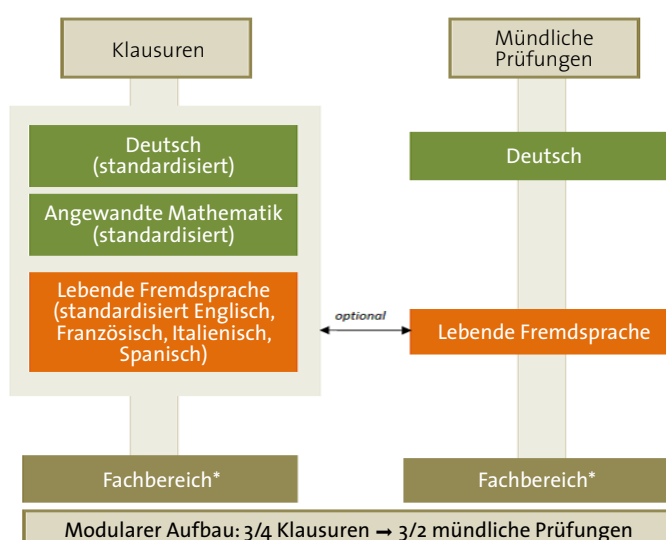 Klausuren
Deutsch
(standardisiert)
Angewandte Mathematik
(standardisiert)
Lebende Fremdsprache
(standardisiert Englisch,
Französisch, Italienisch,
Spanisch)
Fachbereich*
optional
Mündliche
Prüfungen
Deutsch
Lebende Fremdsprache
Fachbereich*
Modularer Aufbau: 3/4 Klausuren → 3/2 mündliche Prüfungen